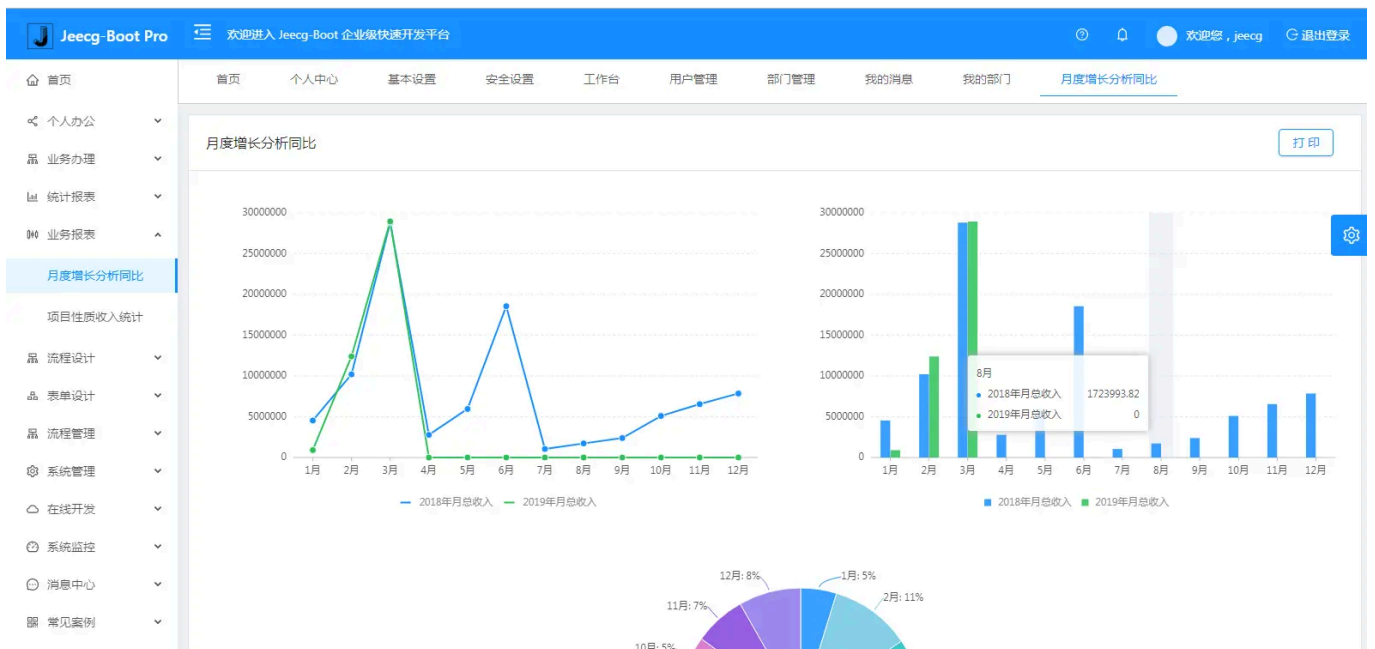 Jeecg-Boot Pro
欢迎进入 Jeecg-Boot 企业级快速开发平台
欢迎您，jeecg
退出登录
首页
个人中心
基本设置
安全设置
工作台
用户管理
部门管理
我的消息
我的部门
月度增长分析同比
首页
个人办公
业务办理
统计报表
业务报表
月度增长分析同比
项目性质收入统计
流程设计
表单设计
流程管理
系统管理
在线开发
系统监控
消息中心
常见案例
月度增长分析同比
打 印
30000000
25000000
20000000
15000000
10000000
5000000
0
1月 2月 3月 4月 5月 6月 7月 8月 9月 10月 11月 12月
2018年月总收入 2019年月总收入
30000000
25000000
20000000
15000000
10000000
5000000
0
8月
2018年月总收入 1723993.82
2019年月总收入 0
1月 2月 3月 4月 5月 6月 7月 8月 9月 10月 11月 12月
2018年月总收入 2019年月总收入
12月: 8%
1月: 5%
11月: 7%
2月: 11%
10月: 5%